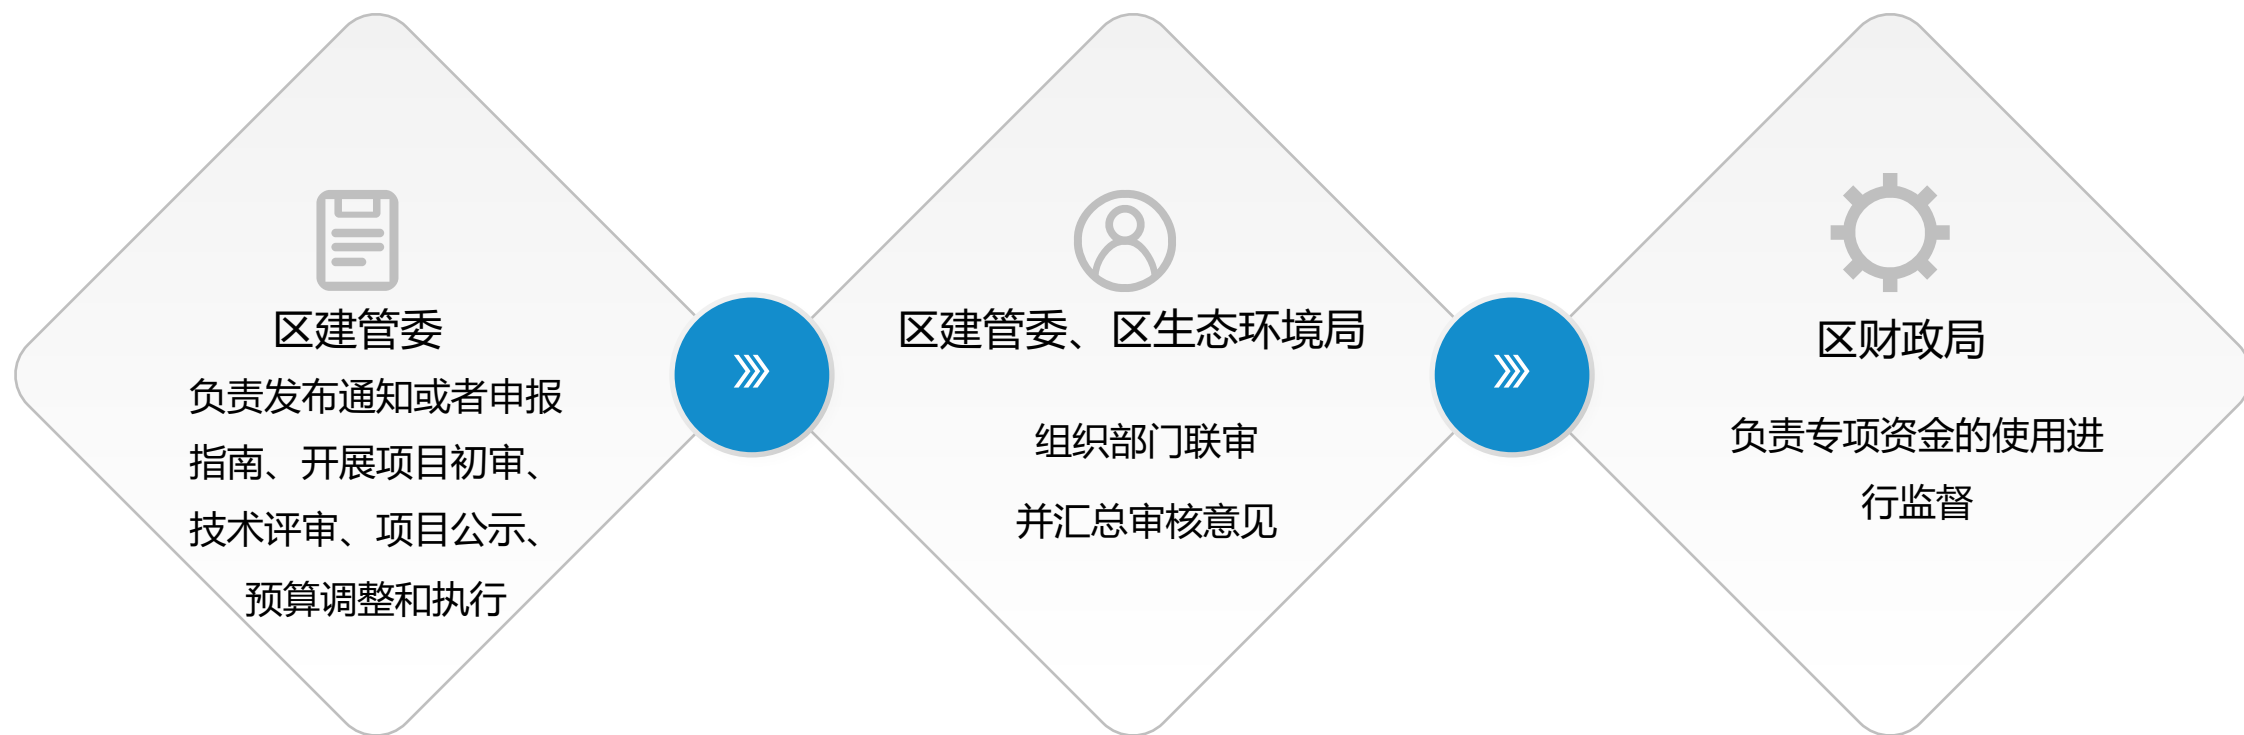 区建管委
负责发布通知或者申报
指南、开展项目初审、
技术评审、项目公示、
预算调整和执行
区建管委、区生态环境局
组织部门联审
并汇总审核意见
区财政局
负责专项资金的使用进
行监督